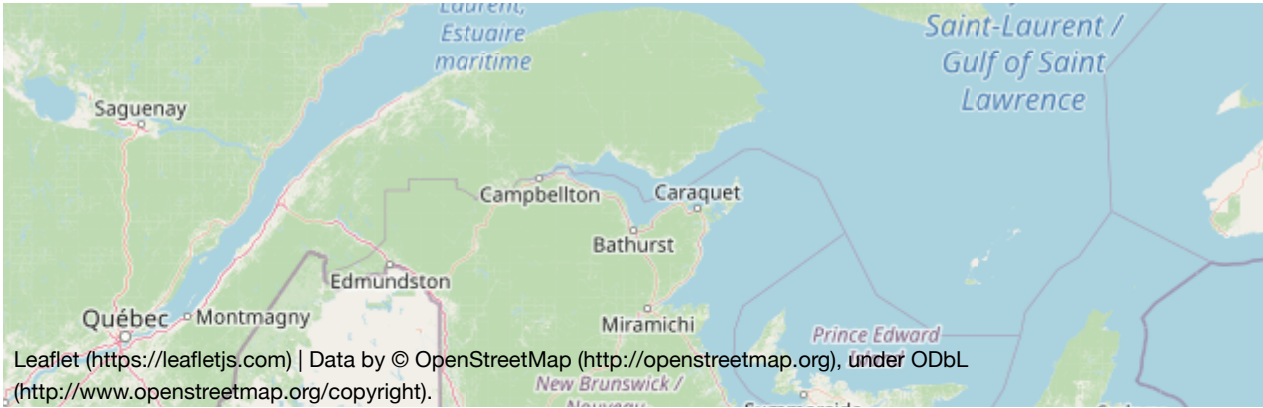 Laurent,
Estuaire
maritime
Saint-Laurent /
Gulf of Saint
Lawrence
Saguenay
Campbellton
Caraquet
Bathurst
Edmundston
Québec
Montmagny
Miramichi
Prince Edward
Leaflet (https://leafletjs.com) | Data by © OpenStreetMap (http://openstreetmap.org), under ODbL
(http://www.openstreetmap.org/copyright).
New Brunswick /